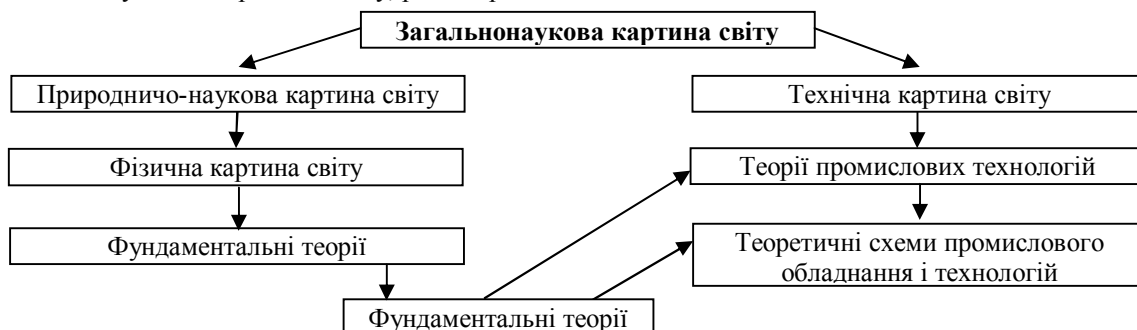 Загальнонаукова картина світу
Природничо-наукова картина світу
Технічна картина світу
Фізична картина світу
Теорії промислових технологій
Фундаментальні теорії
Теоретичні схеми промислового
обладнання і технологій
Фундаментальні теорії